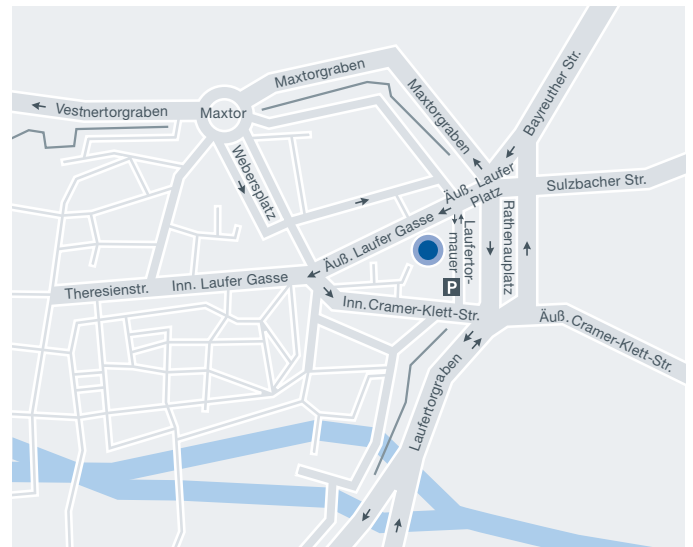 Maxtorgraben
Vestnertorgraben
Maxtor
Maxtorgraben
Bayreuther Str.
Webersplatz
Äuß. Laufer
Platz
Sulzbacher Str.
Äuß. Laufer Gasse
Laufertor-
mauer
Rathenauplatz
Inn. Laufer Gasse
Theresienstr.
P
Inn. Cramer-Klett-Str.
Äuß. Cramer-Klett-Str.
Laufertorgraben